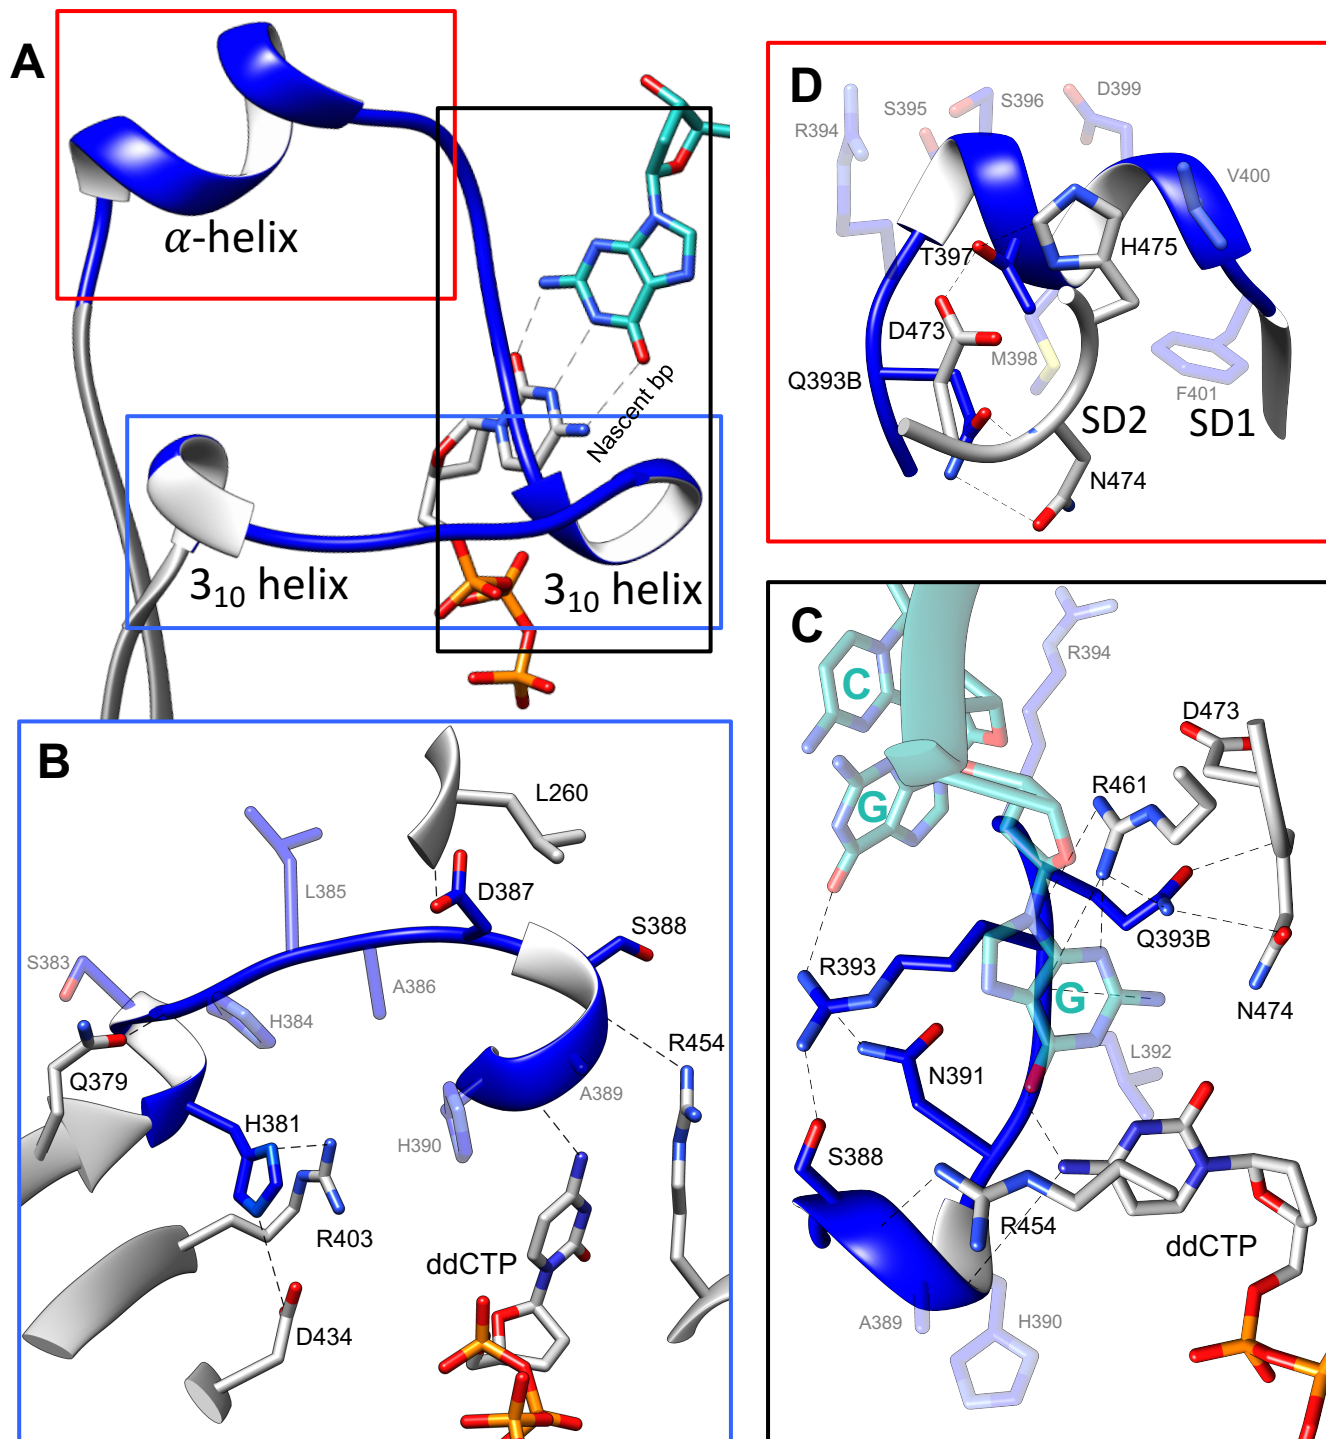 A
α-helix
Nascent bp
3₁₀ helix
3₁₀ helix
B
L260
L385
D387
S388
S383
A386
H384
R454
Q379
A389
H381
H390
R403
ddCTP
D434
D
D399
S396
S395
R394
V400
T397
H475
D473
M398
Q393B
F401
SD2
SD1
N474
C
R394
C
D473
R461
G
Q393B
R393
G
N474
L392
N391
S388
R454
ddCTP
A389
H390